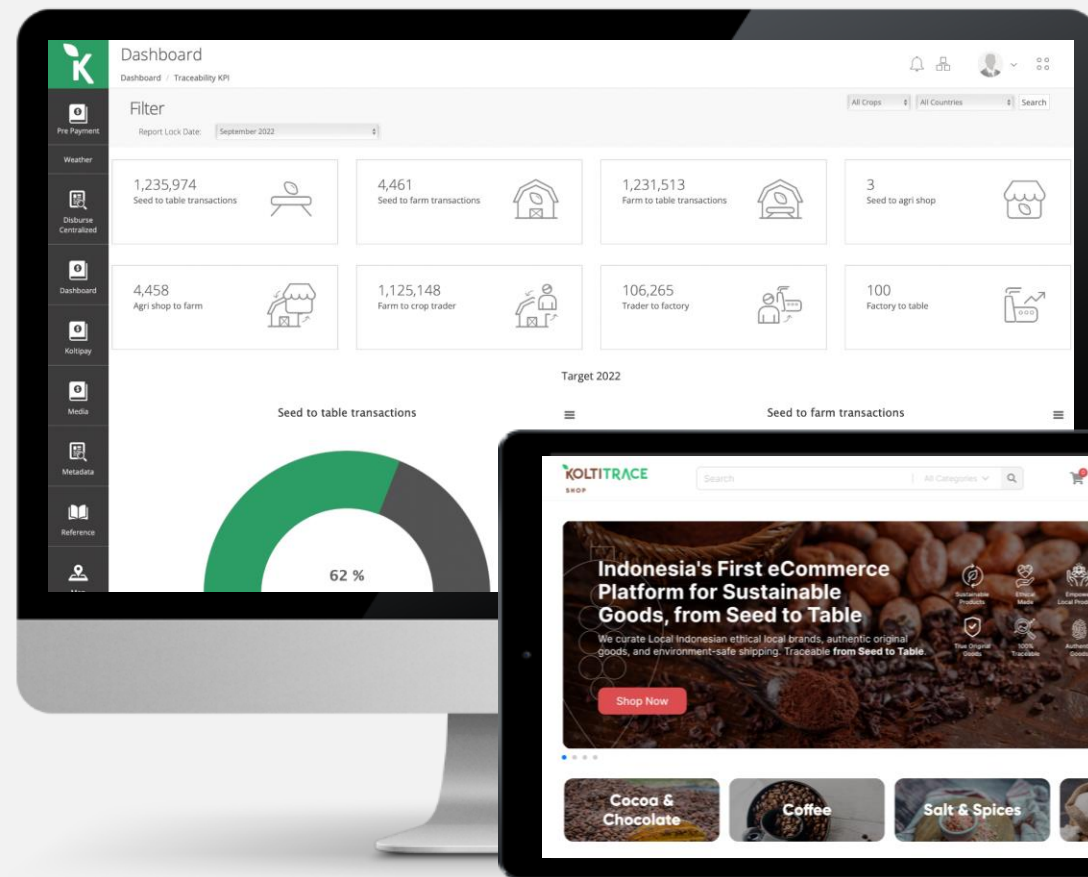 Dashboard
Dashboard / Traceability KPI
Filter
All Crops
All Countries
Search
Report Lock Date:
September 2022
Pre Payment
Weather
Disburse
Centralized
Dashboard
Koltipay
Media
Metadata
Reference
1,235,974
Seed to table transactions
4,461
Seed to farm transactions
1,231,513
Farm to table transactions
3
Seed to agri shop
4,458
Agri shop to farm
1,125,148
Farm to crop trader
106,265
Trader to factory
100
Factory to table
Target 2022
Seed to table transactions
Seed to farm transactions
62 %
KOLTITRACE
SHOP
Search
All Categories
Indonesia's First eCommerce
Platform for Sustainable
Goods, from Seed to Table
We curate Local Indonesian ethical local brands, authentic original
goods, and environment-safe shipping. Traceable from Seed to Table.
Shop Now
Sustainable
Products
Ethical
Made
Empower
Local Prod
True Original
Goods
100%
Traceable
Authent
Goods
Cocoa &
Chocolate
Coffee
Salt & Spices